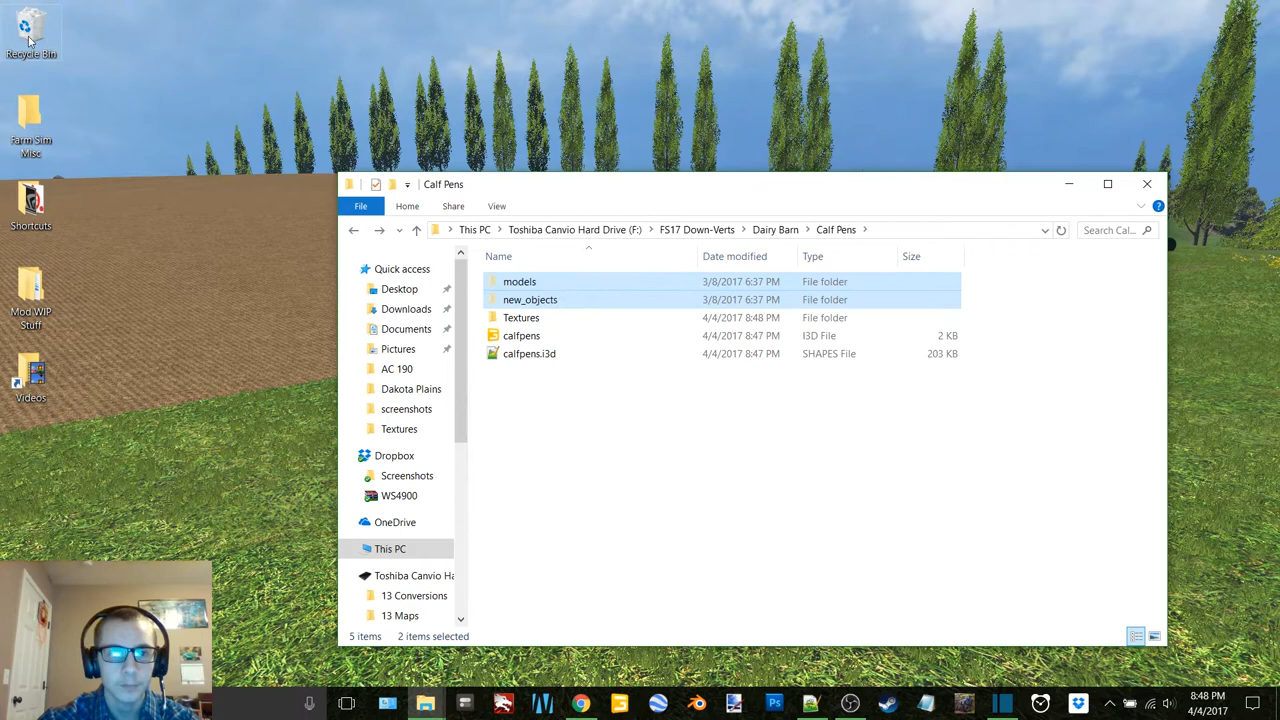 Recycle Bin
Farm Sim
Misc
Shortcuts
Mod WIP
Stuff
Videos
Calf Pens
File Home Share View
This PC Toshiba Canvio Hard Drive (F:) FS17 Down-Verts Dairy Barn Calf Pens Search Cal...
Name Date modified Type Size
models 3/8/2017 6:37 PM File folder
new_objects 3/8/2017 6:37 PM File folder
Textures 4/4/2017 8:48 PM File folder
calfpens 4/4/2017 8:47 PM I3D File 2 KB
calfpens.i3d 4/4/2017 8:47 PM SHAPES File 203 KB
Quick access
Desktop
Downloads
Documents
Pictures
AC 190
Dakota Plains
screenshots
Textures
Dropbox
Screenshots
WS4900
OneDrive
This PC
Toshiba Canvio Ha
13 Conversions
13 Maps
5 items 2 items selected
8:48 PM
4/4/2017